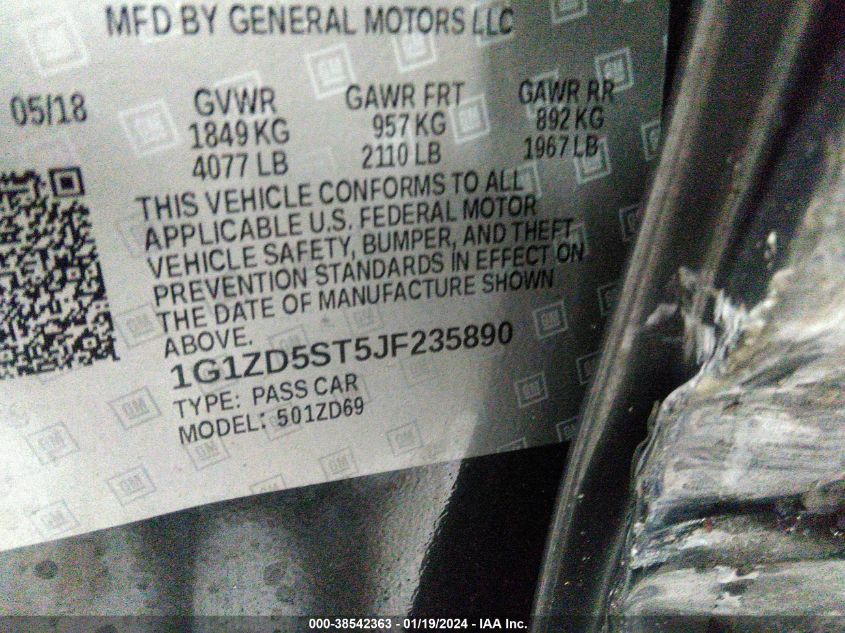 MFD BY GENERAL MOTORS LLC
05/18 GVWR GAWR FRT GAWR RR
1849 KG 957 KG 892 KG
4077 LB 2110 LB 1967 LB
THIS VEHICLE CONFORMS TO ALL
APPLICABLE U.S. FEDERAL MOTOR
VEHICLE SAFETY, BUMPER, AND THEFT
PREVENTION STANDARDS IN EFFECT ON
THE DATE OF MANUFACTURE SHOWN
ABOVE.
1G1ZD5ST5JF235890
TYPE: PASS CAR
MODEL: 501ZD69
000-38542363 - 01/19/2024 - IAA Inc.